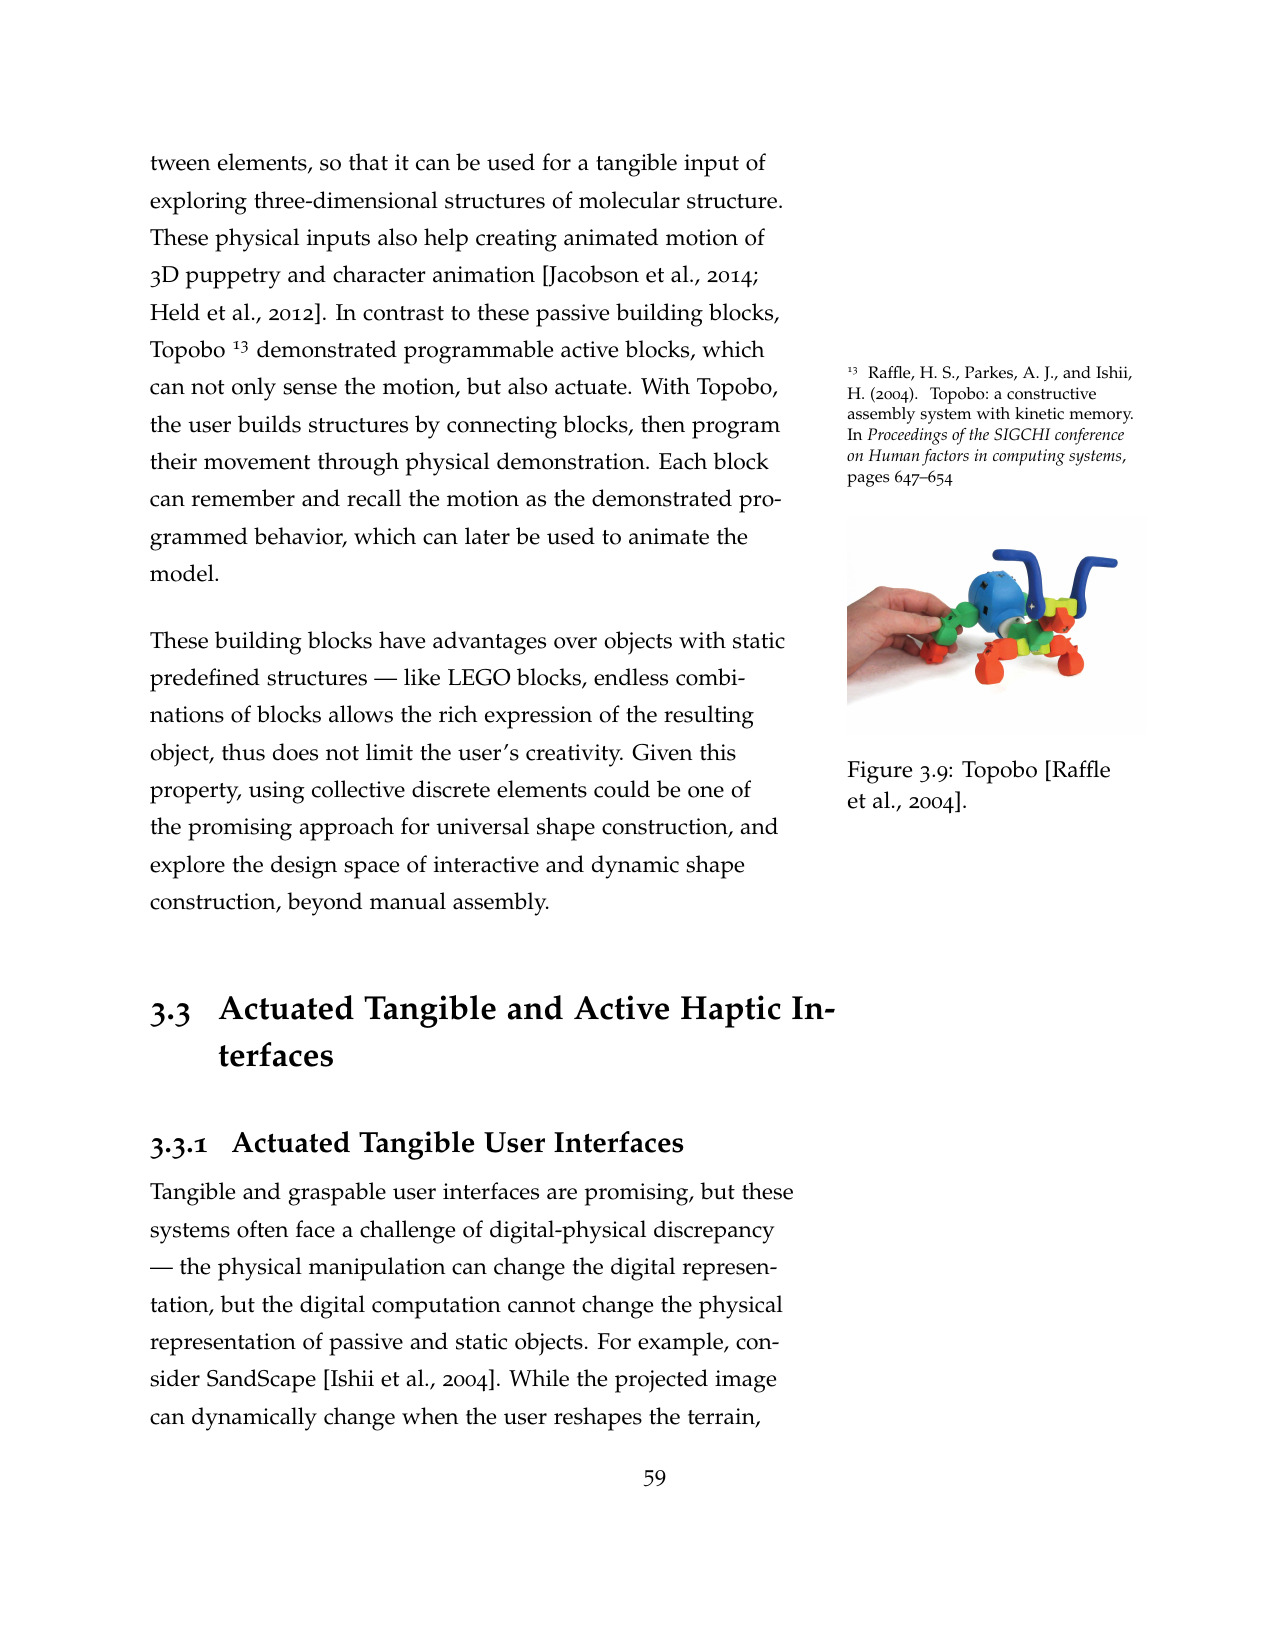 tween elements, so that it can be used for a tangible input of
exploring three-dimensional structures of molecular structure.
These physical inputs also help creating animated motion of
3D puppetry and character animation [Jacobson et al., 2014;
Held et al., 2012]. In contrast to these passive building blocks,
Topobo ¹³ demonstrated programmable active blocks, which
can not only sense the motion, but also actuate. With Topobo,
the user builds structures by connecting blocks, then program
their movement through physical demonstration. Each block
can remember and recall the motion as the demonstrated pro-
grammed behavior, which can later be used to animate the
model.
These building blocks have advantages over objects with static
predefined structures — like LEGO blocks, endless combi-
nations of blocks allows the rich expression of the resulting
object, thus does not limit the user's creativity. Given this
property, using collective discrete elements could be one of
the promising approach for universal shape construction, and
explore the design space of interactive and dynamic shape
construction, beyond manual assembly.
¹³ Raffle, H. S., Parkes, A. J., and Ishii,
H. (2004). Topobo: a constructive
assembly system with kinetic memory.
In Proceedings of the SIGCHI conference
on Human factors in computing systems,
pages 647–654
Figure 3.9: Topobo [Raffle
et al., 2004].
3.3 Actuated Tangible and Active Haptic In-
terfaces
3.3.1 Actuated Tangible User Interfaces
Tangible and graspable user interfaces are promising, but these
systems often face a challenge of digital-physical discrepancy
— the physical manipulation can change the digital represen-
tation, but the digital computation cannot change the physical
representation of passive and static objects. For example, con-
sider SandScape [Ishii et al., 2004]. While the projected image
can dynamically change when the user reshapes the terrain,
59